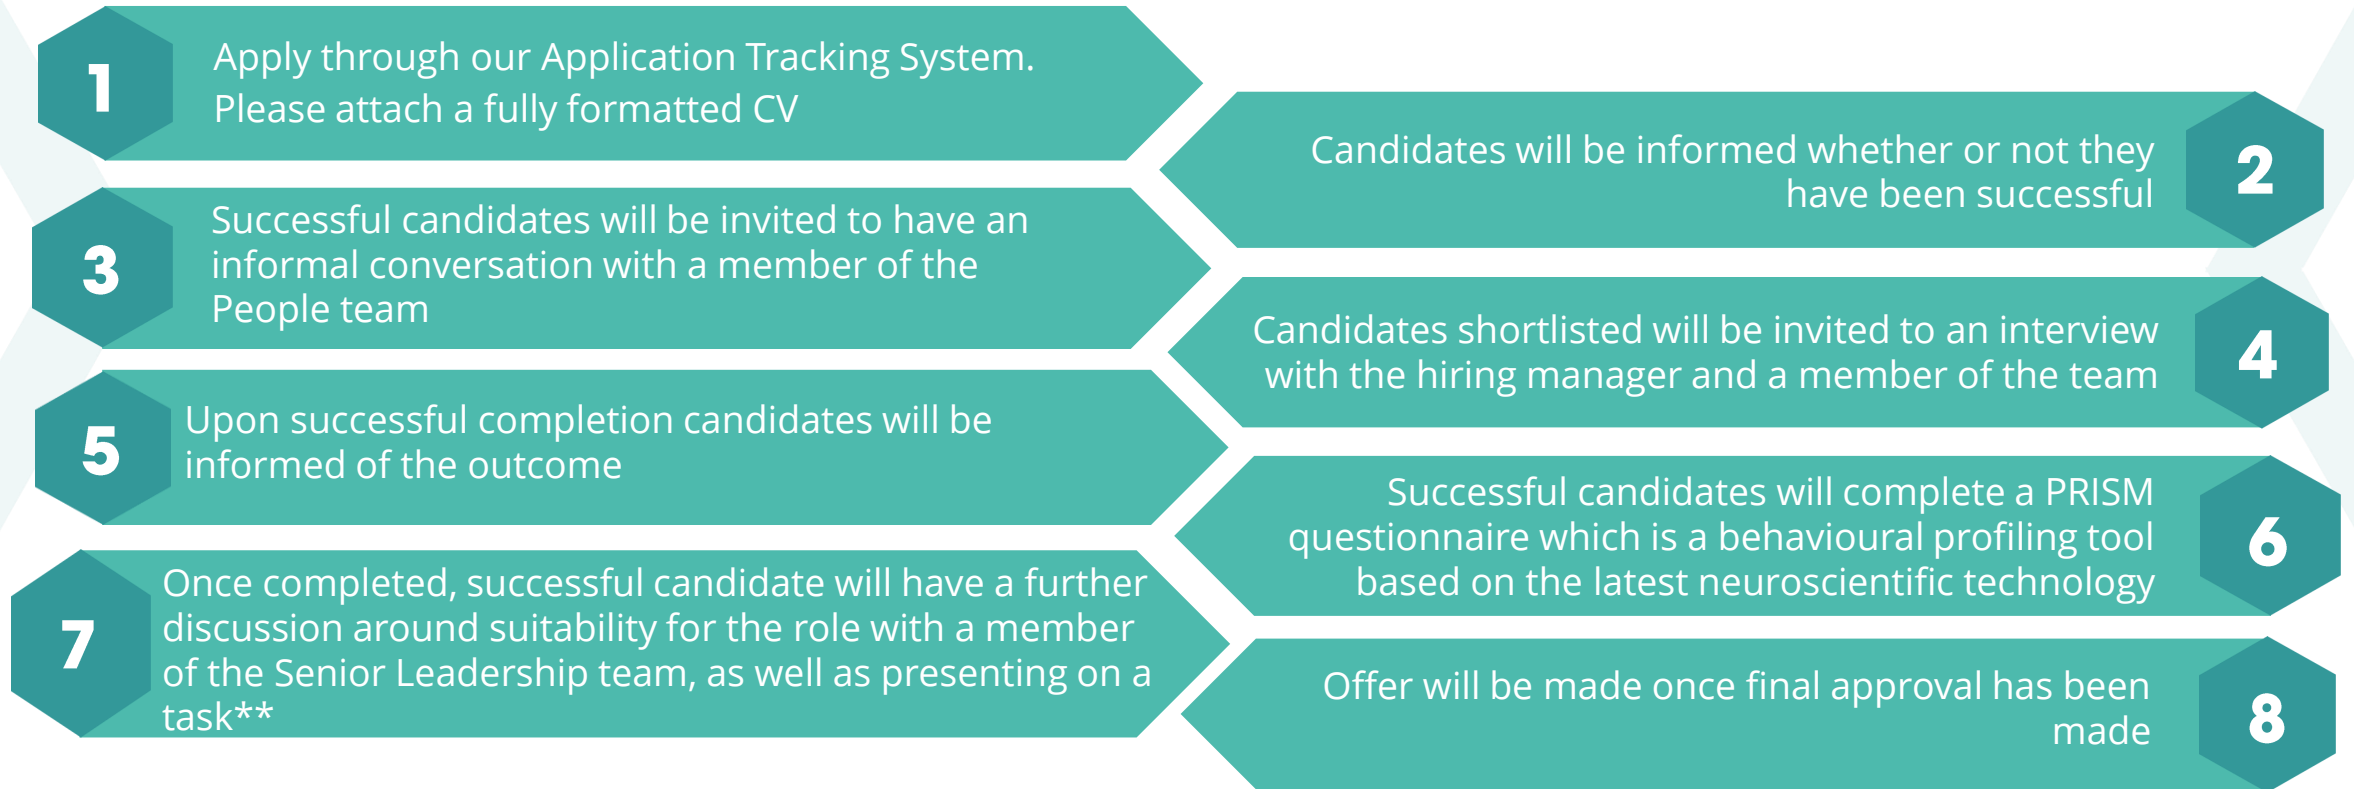 1
Apply through our Application Tracking System.
Please attach a fully formatted CV
2
Candidates will be informed whether or not they
have been successful
3
Successful candidates will be invited to have an
informal conversation with a member of the
People team
4
Candidates shortlisted will be invited to an interview
with the hiring manager and a member of the team
5
Upon successful completion candidates will be
informed of the outcome
6
Successful candidates will complete a PRISM
questionnaire which is a behavioural profiling tool
based on the latest neuroscientific technology
7
Once completed, successful candidate will have a further
discussion around suitability for the role with a member
of the Senior Leadership team, as well as presenting on a
task**
8
Offer will be made once final approval has been
made